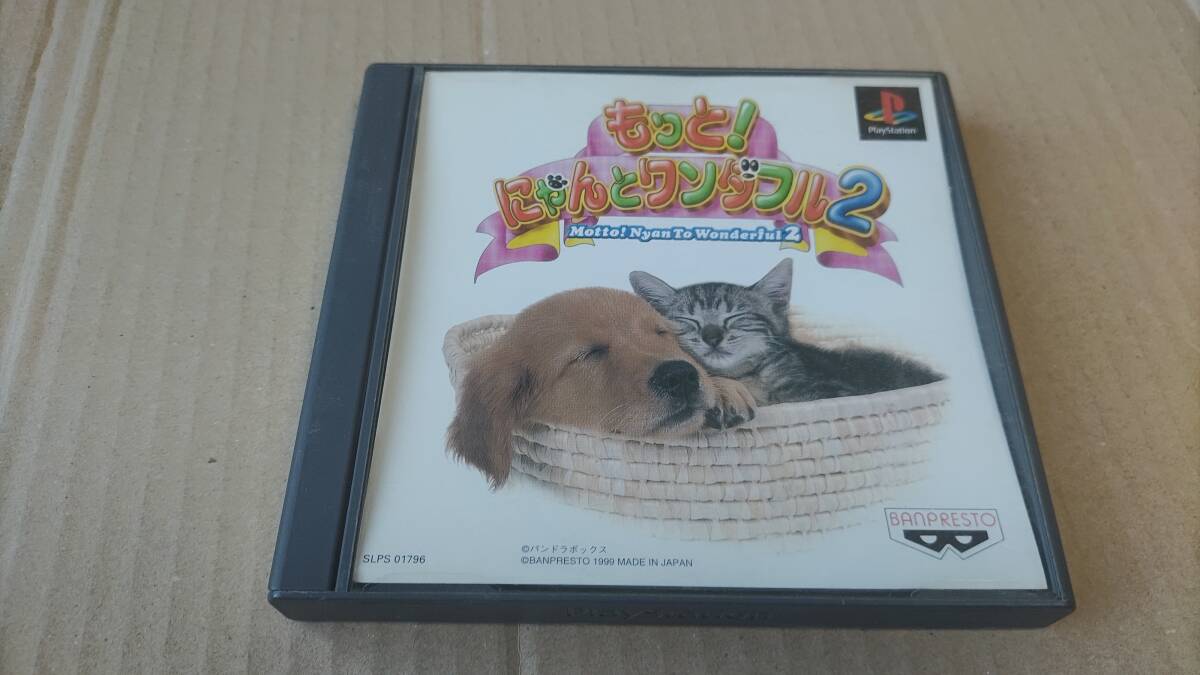 もっと!
PlayStation
にゃんとワンダフル2
Motto! Nyan To Wonderful 2
BANPRESTO
SLPS 01796
©パンドラボックス
©BANPRESTO 1999 MADE IN JAPAN
PlayStation